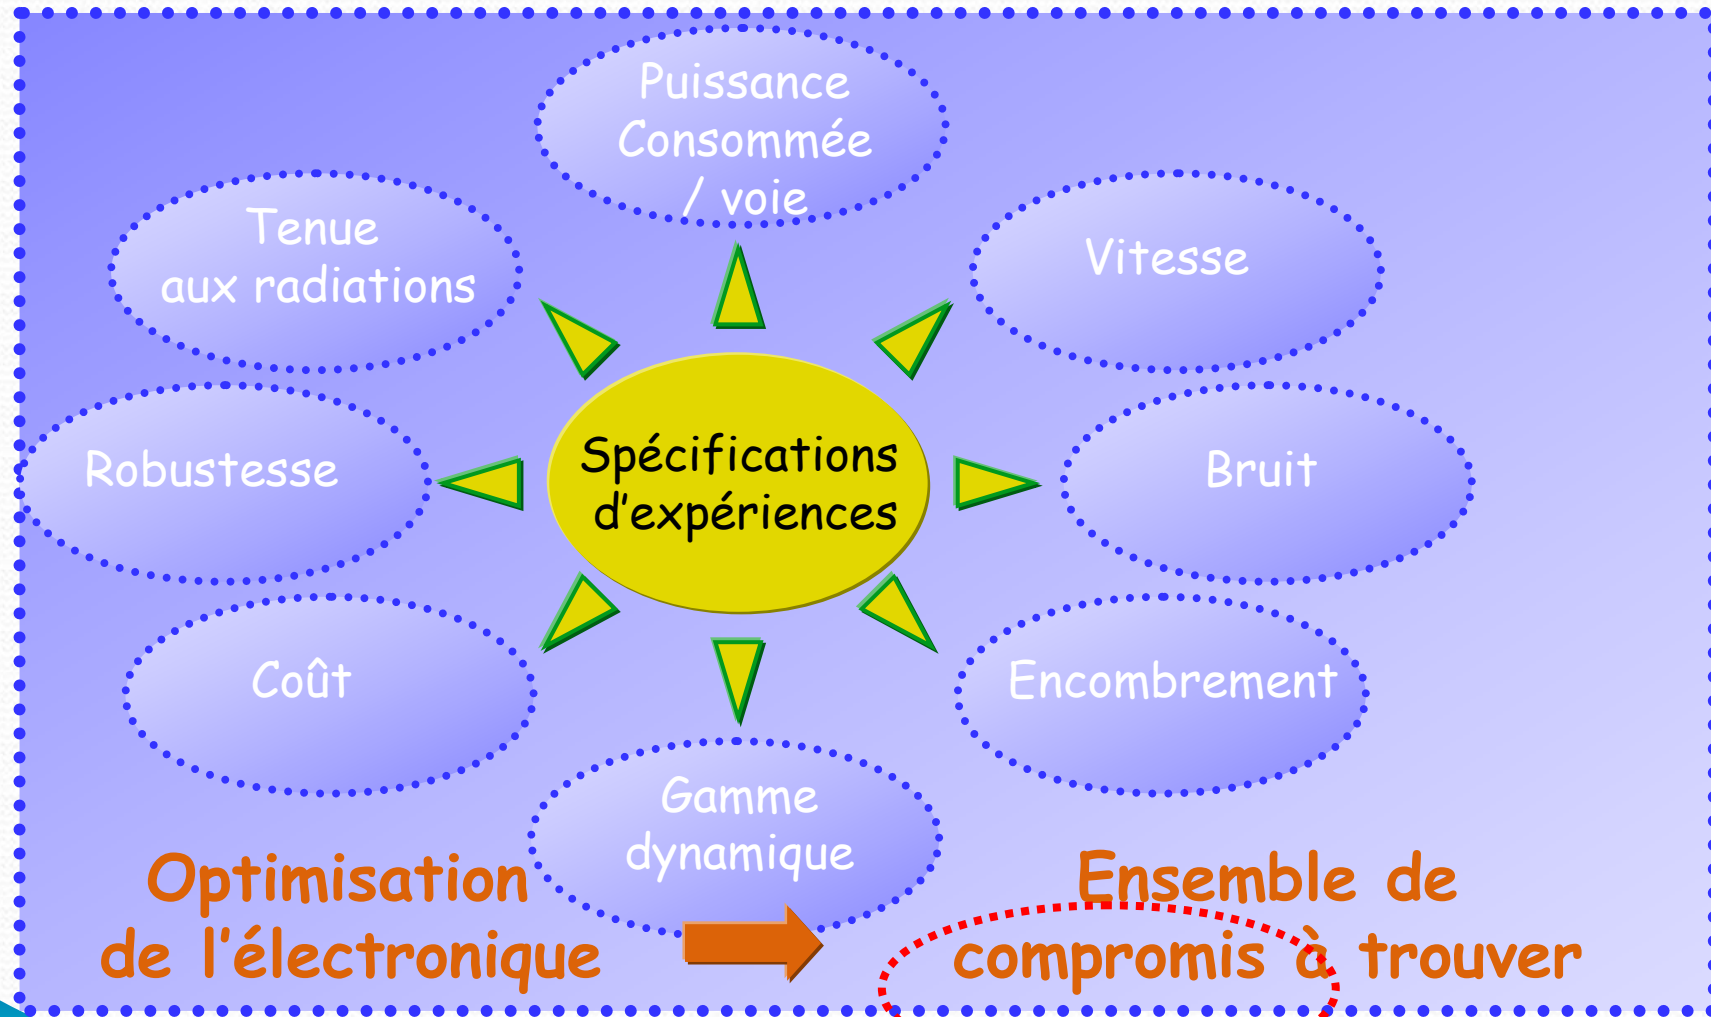 Puissance
Consommée
/ voie
Tenue
aux radiations
Vitesse
Robustesse
Spécifications
d'expériences
Bruit
Coût
Encombrement
Gamme
dynamique
Optimisation
de l'électronique
Ensemble de
compromis à trouver